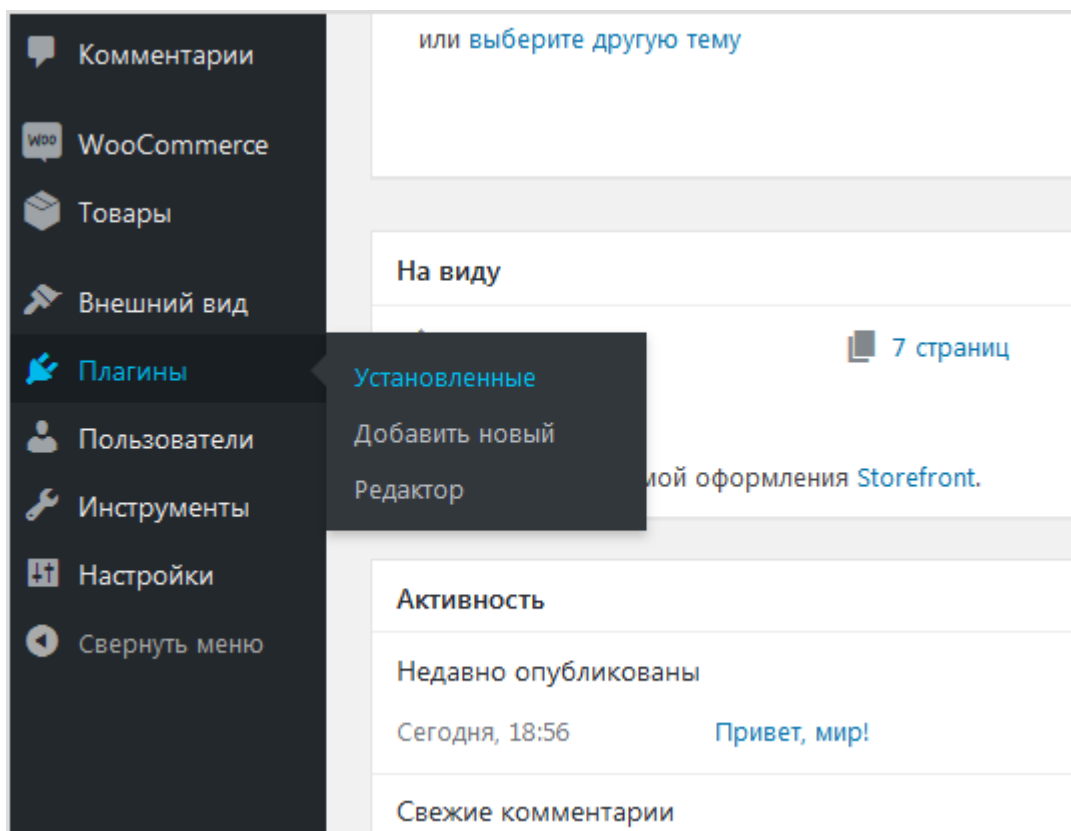 Комментарии
WooCommerce
Товары
Внешний вид
Плагины
Пользователи
Инструменты
Настройки
Свернуть меню
Установленные
Добавить новый
Редактор
или выберите другую тему
На виду
7 страниц
мой оформления Storefront.
Активность
Недавно опубликованы
Сегодня, 18:56 Привет, мир!
Свежие комментарии